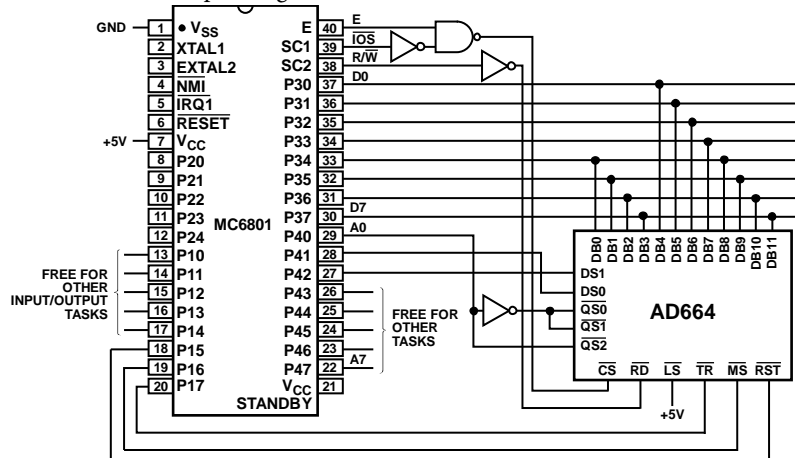 GND
1
VSS
2
XTAL1
3
EXTAL2
4
NMI
5
IRQ1
6
RESET
+5V
7
VCC
8
P20
9
P21
10
P22
11
P23
12
P24
13
P10
14
P11
15
P12
16
P13
17
P14
18
P15
19
P16
20
P17
FREE FOR
OTHER
INPUT/OUTPUT
TASKS
MC6801
E
40
E
SC1
39
IOS
SC2
38
R/W
P30
37
D0
P31
36
P32
35
P33
34
P34
33
P35
32
P36
31
P37
30
D7
P40
29
A0
P41
28
P42
27
P43
26
P44
25
P45
24
P46
23
P47
22
A7
VCC
21
STANDBY
FREE FOR
OTHER
TASKS
DB0
DB1
DB2
DB3
DB4
DB5
DB6
DB7
DB8
DB9
DB10
DB11
DS1
DS0
QS0
QS1
QS2
AD664
CS
RD
LS
TR
MS
RST
+5V